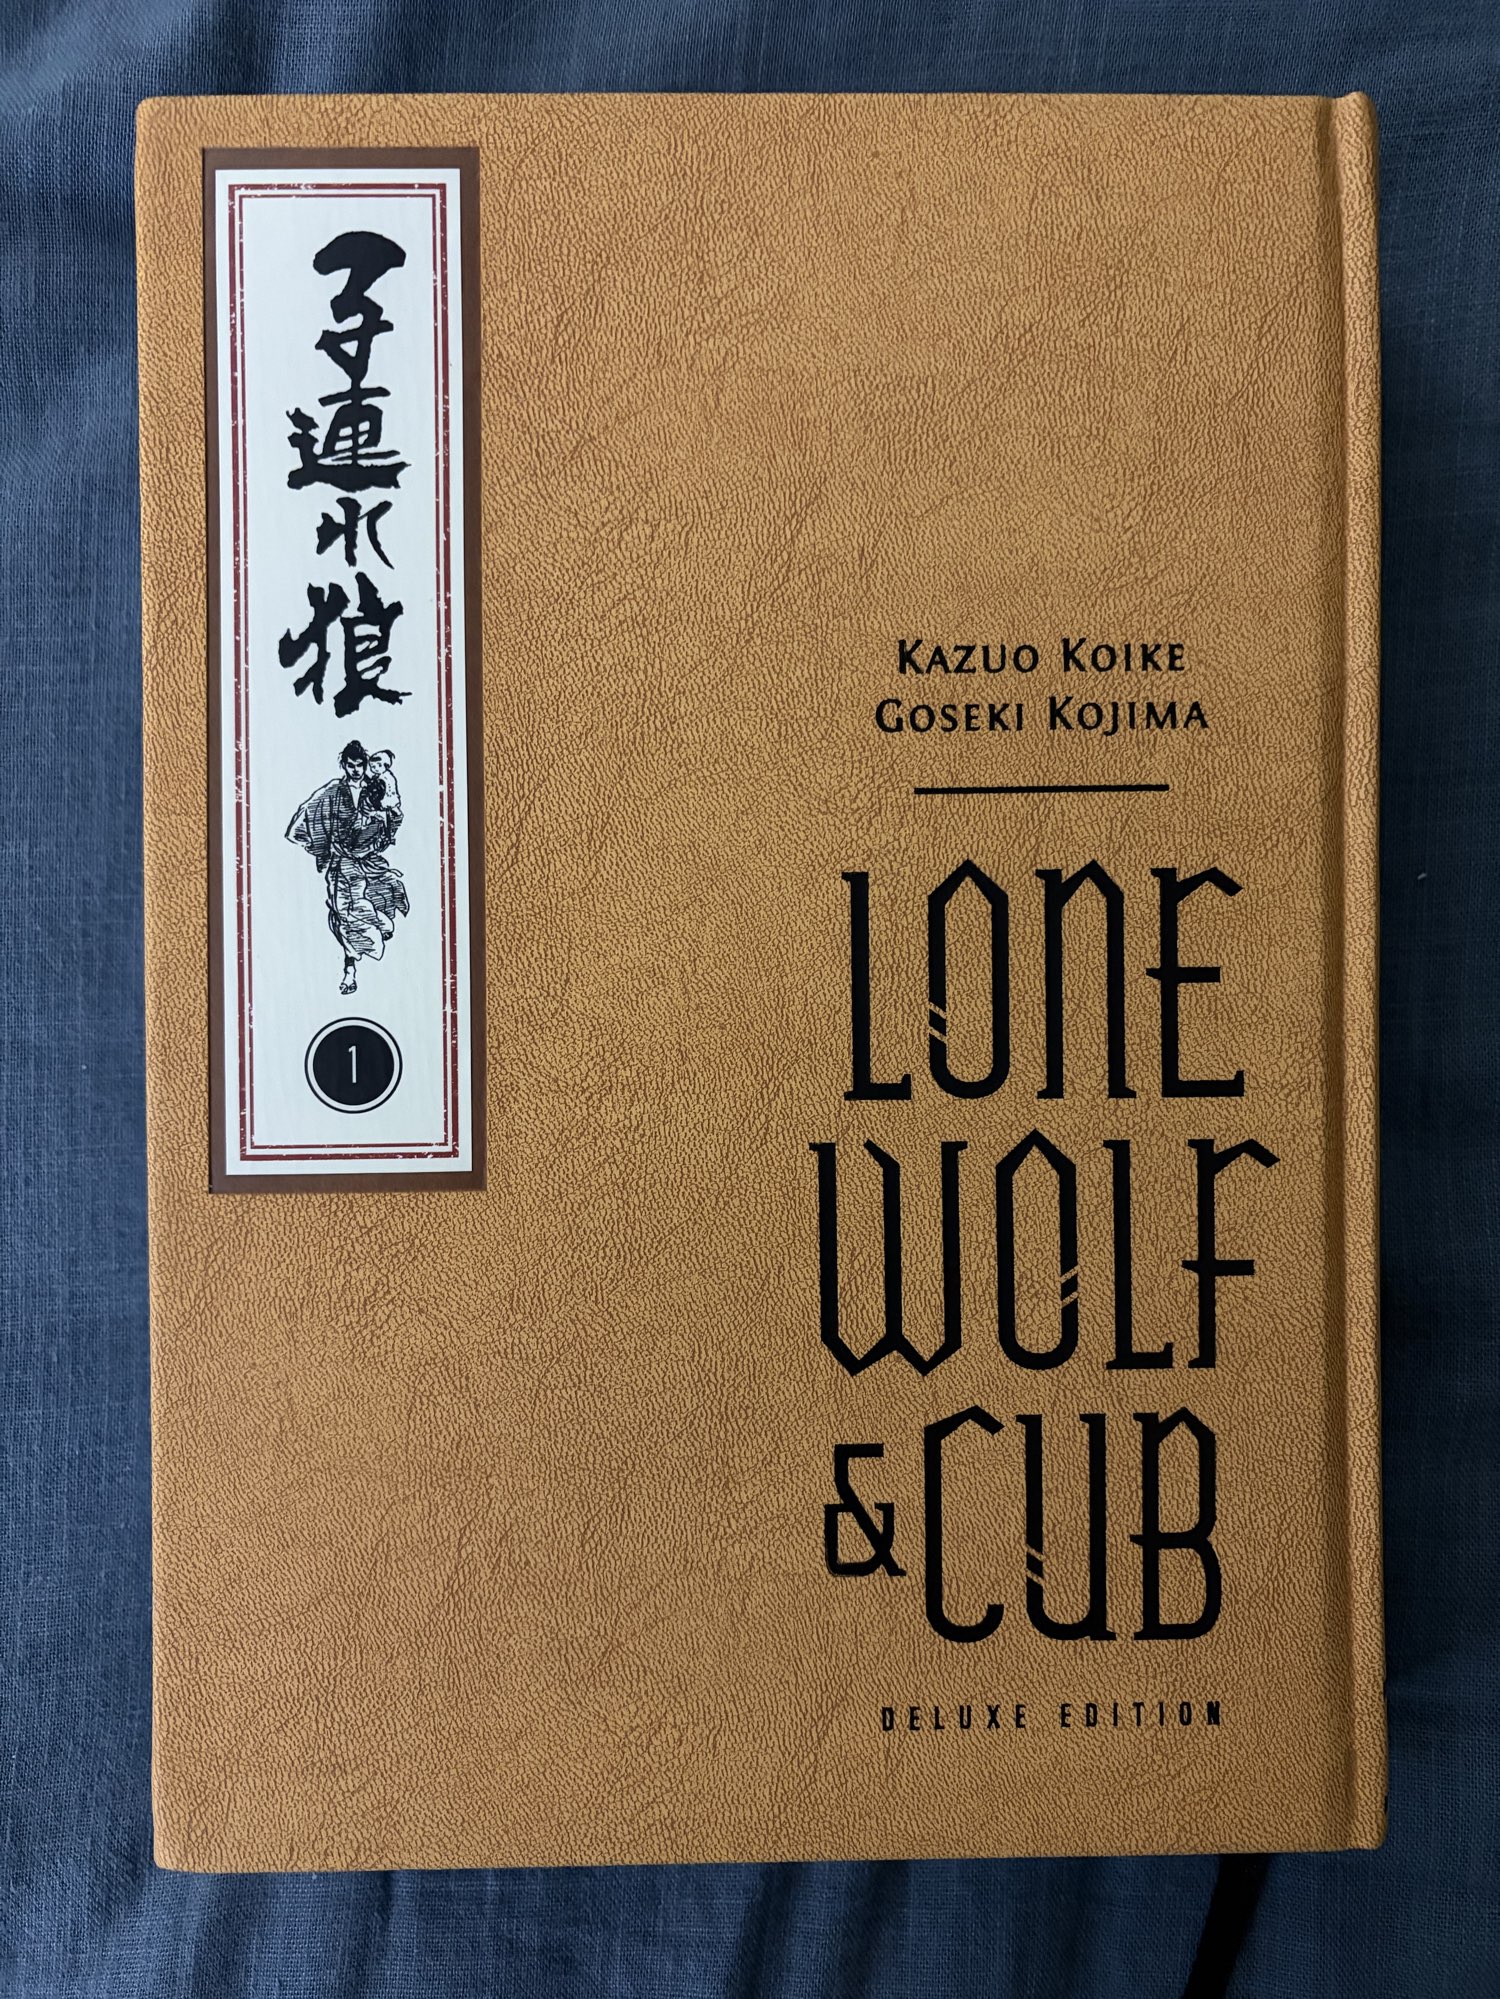 子連れ狼
1
KAZUO KOIKE
GOSEKI KOJIMA
LONE
WOLF
& CUB
DELUXE EDITION